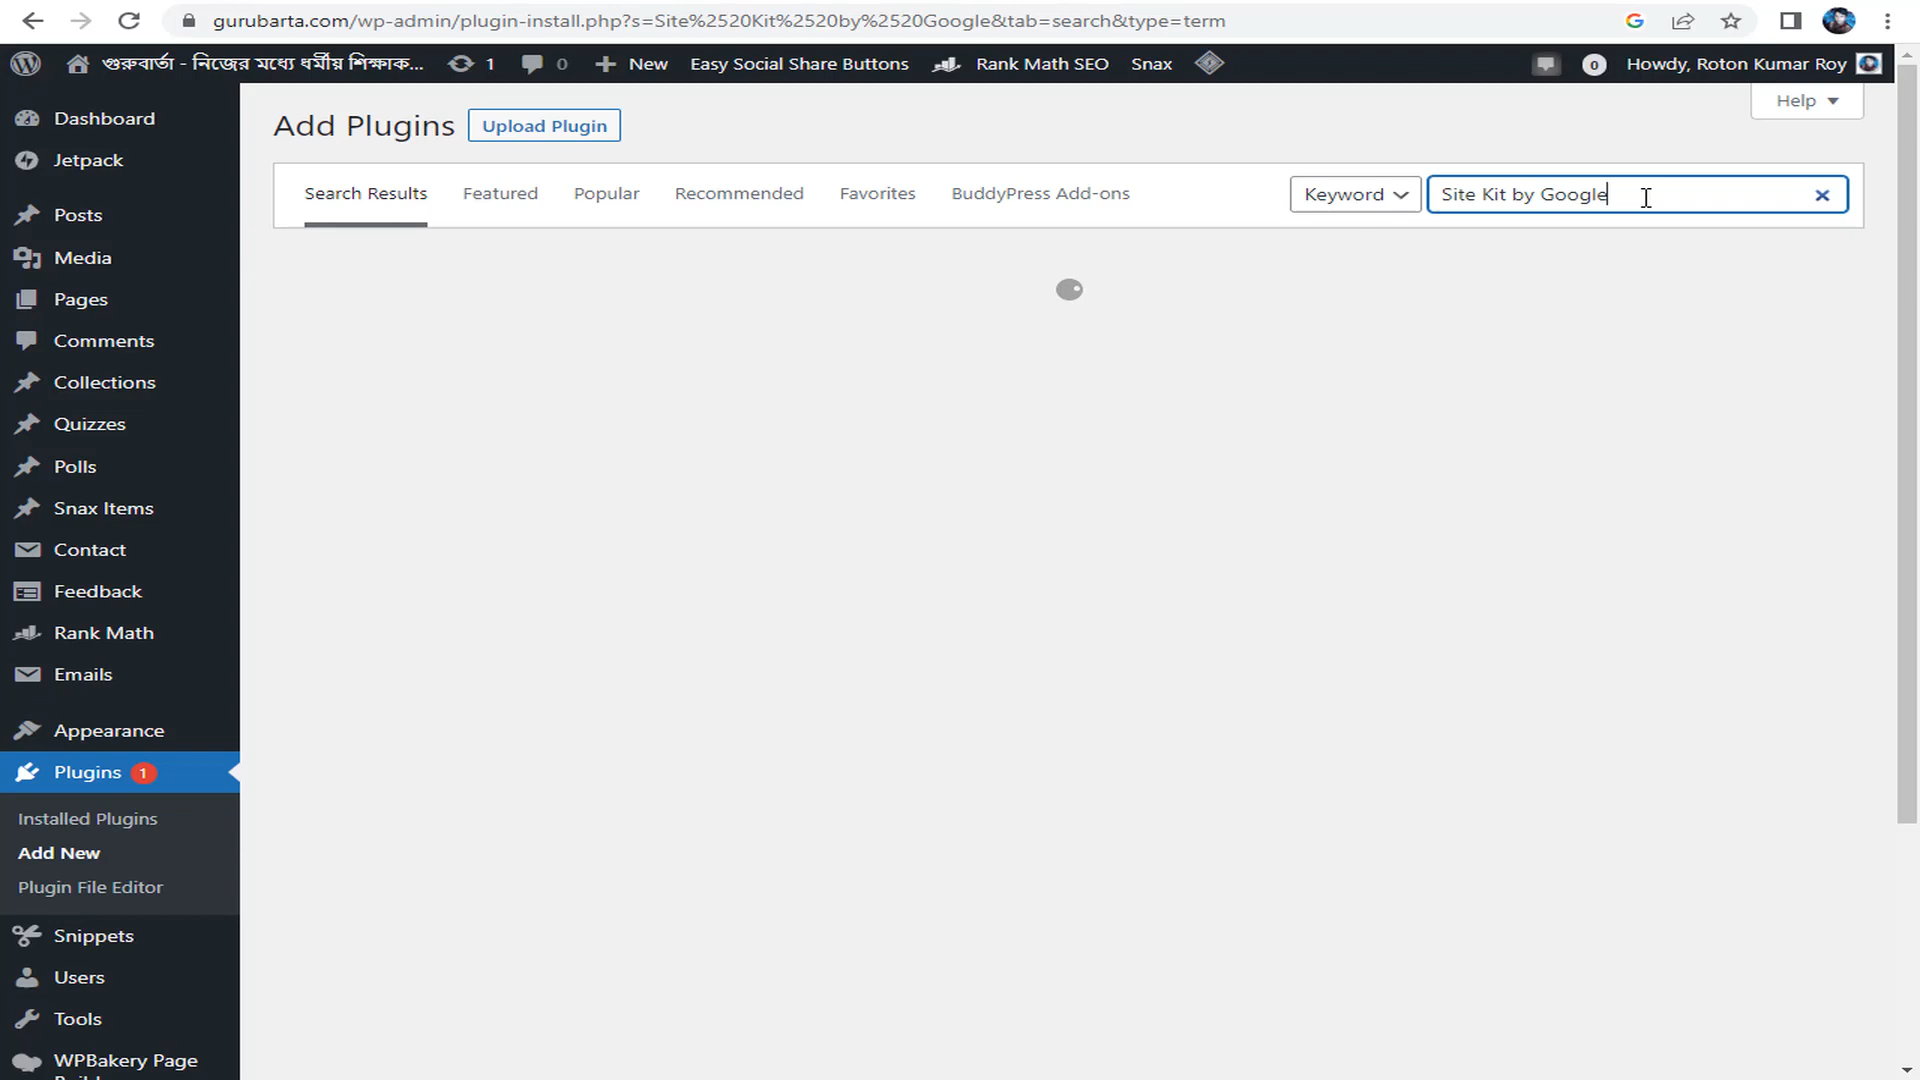 gurubarta.com/wp-admin/plugin-install.php?s=Site%2520Kit%2520by%2520Google&tab=search&type=term
গুরুবার্তা - নিজের মধ্যে ধর্মীয় শিক্ষাক... 1 0 New Easy Social Share Buttons Rank Math SEO Snax 0 Howdy, Roton Kumar Roy
Help
Add Plugins Upload Plugin
Search Results Featured Popular Recommended Favorites BuddyPress Add-ons Keyword Site Kit by Google
Dashboard
Jetpack
Posts
Media
Pages
Comments
Collections
Quizzes
Polls
Snax Items
Contact
Feedback
Rank Math
Emails
Appearance
Plugins 1
Installed Plugins
Add New
Plugin File Editor
Snippets
Users
Tools
WPBakery Page